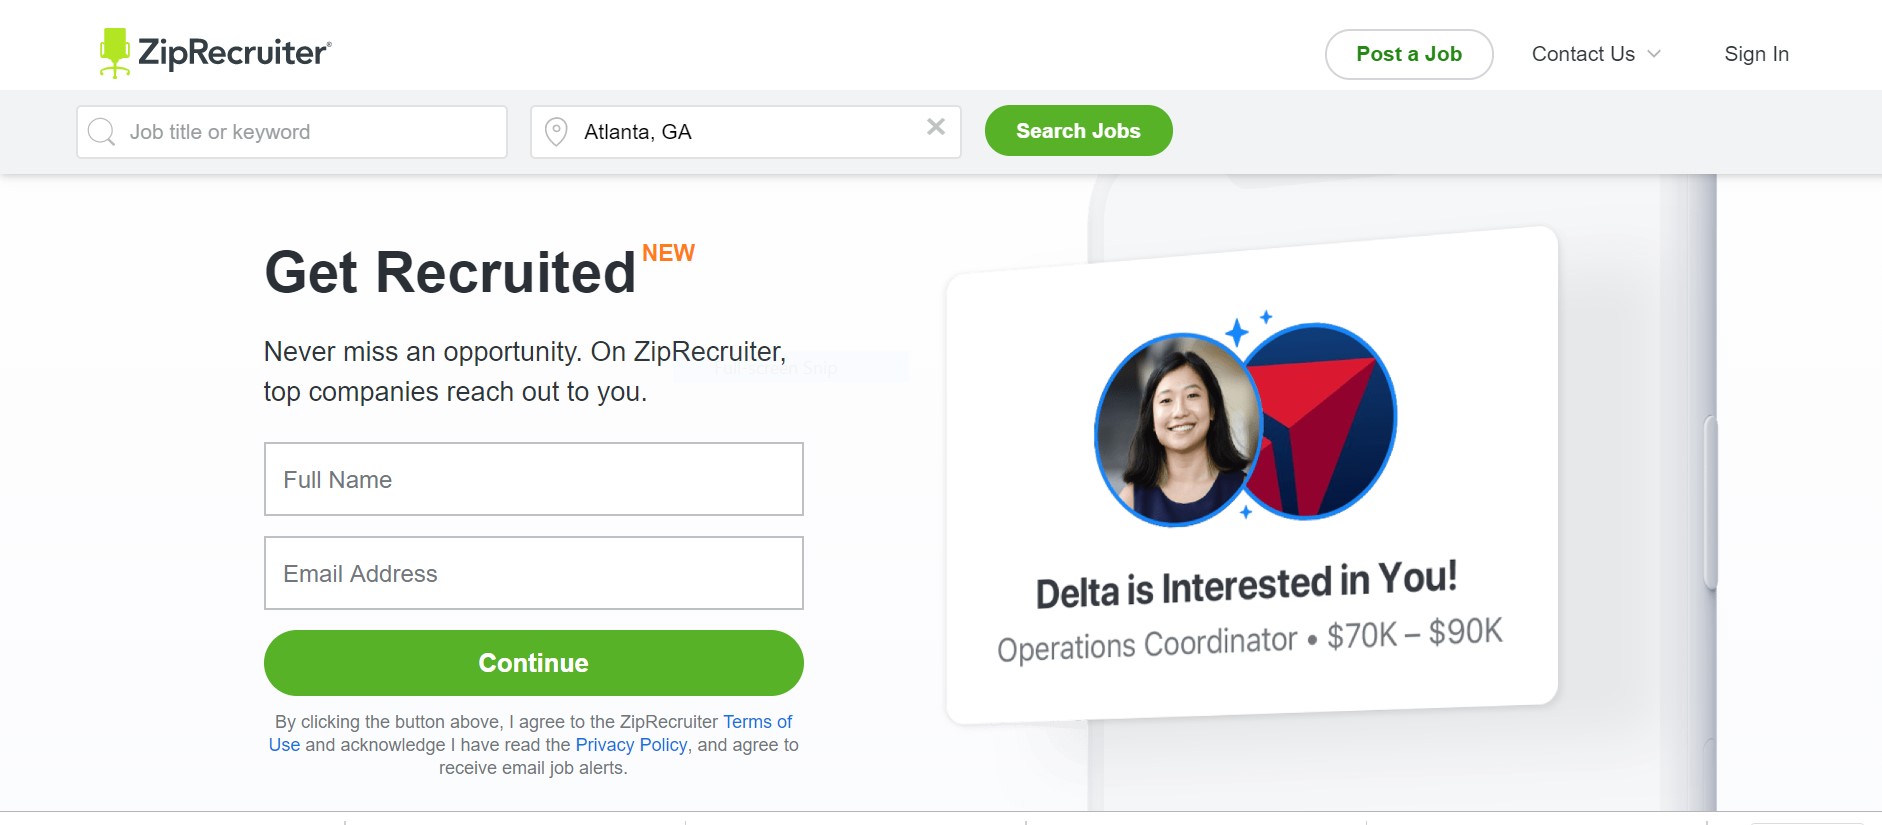 ZipRecruiter®
Post a Job
Contact Us
Sign In
Job title or keyword
Atlanta, GA
Search Jobs
Get Recruited NEW
Never miss an opportunity. On ZipRecruiter,
top companies reach out to you.
Full-screen Snip
Full Name
Email Address
Continue
By clicking the button above, I agree to the ZipRecruiter Terms of
Use and acknowledge I have read the Privacy Policy, and agree to
receive email job alerts.
Delta is Interested in You!
Operations Coordinator • $70K – $90K